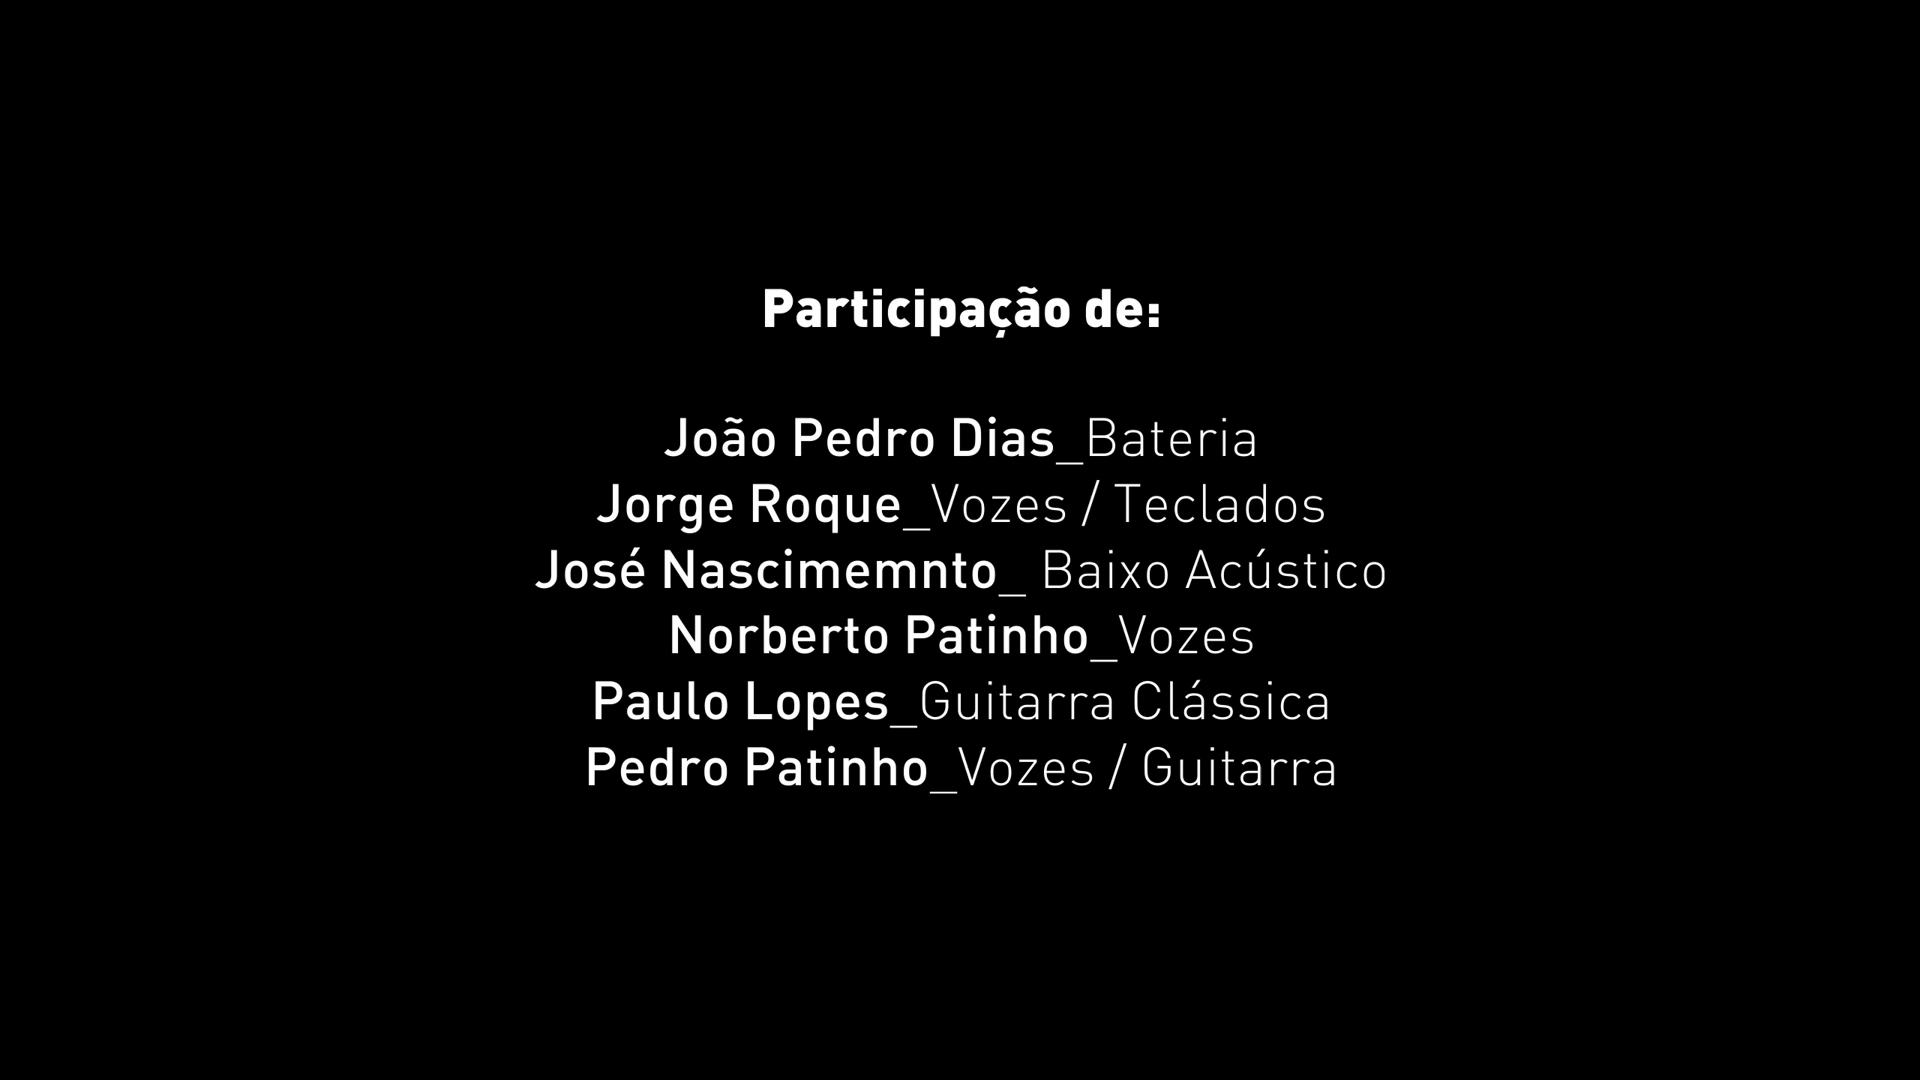 Participação de:
João Pedro Dias_Bateria
Jorge Roque_Vozes / Teclados
José Nascimemnto_ Baixo Acústico
Norberto Patinho_Vozes
Paulo Lopes_Guitarra Clássica
Pedro Patinho_Vozes / Guitarra